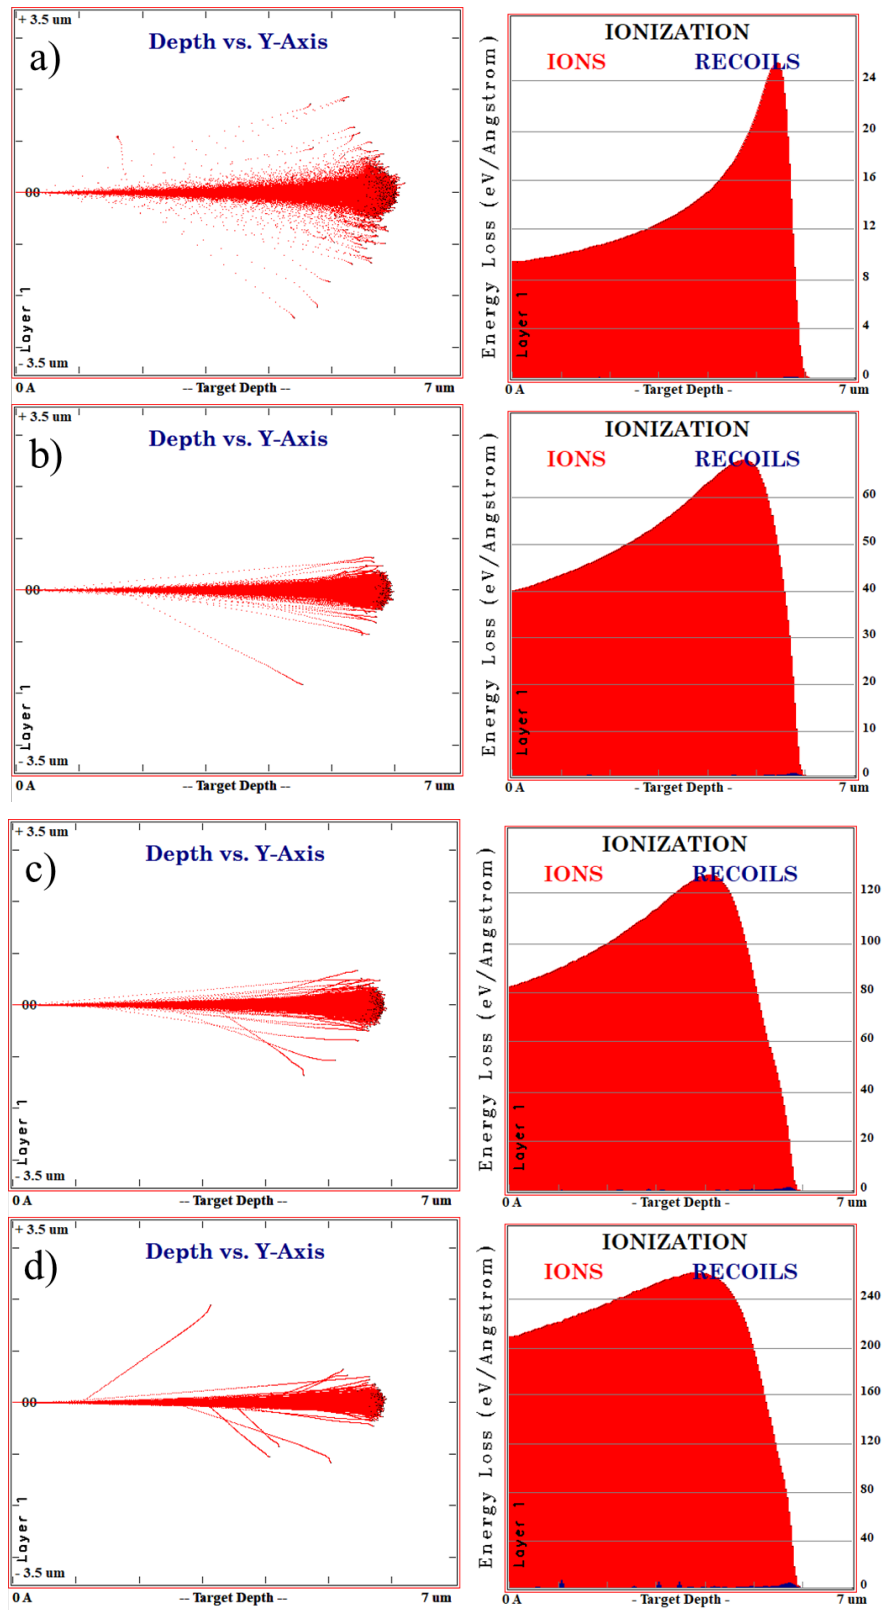 a)
+ 3.5 um
Depth vs. Y-Axis
00
Layer 1
- 3.5 um
0 A
-- Target Depth --
7 um
IONIZATION
IONS
RECOILS
Energy Loss (eV/Angstrom)
24
20
16
12
8
4
0
Layer 1
0 A
- Target Depth -
7 um
b)
+ 3.5 um
Depth vs. Y-Axis
00
Layer 1
- 3.5 um
0 A
-- Target Depth --
7 um
IONIZATION
IONS
RECOILS
Energy Loss (eV/Angstrom)
60
50
40
30
20
10
0
Layer 1
0 A
- Target Depth -
7 um
c)
+ 3.5 um
Depth vs. Y-Axis
00
Layer 1
- 3.5 um
0 A
-- Target Depth --
7 um
IONIZATION
IONS
RECOILS
Energy Loss (eV/Angstrom)
120
100
80
60
40
20
0
Layer 1
0 A
- Target Depth -
7 um
d)
+ 3.5 um
Depth vs. Y-Axis
00
Layer 1
- 3.5 um
0 A
-- Target Depth --
7 um
IONIZATION
IONS
RECOILS
Energy Loss (eV/Angstrom)
240
200
160
120
80
40
0
Layer 1
0 A
- Target Depth -
7 um